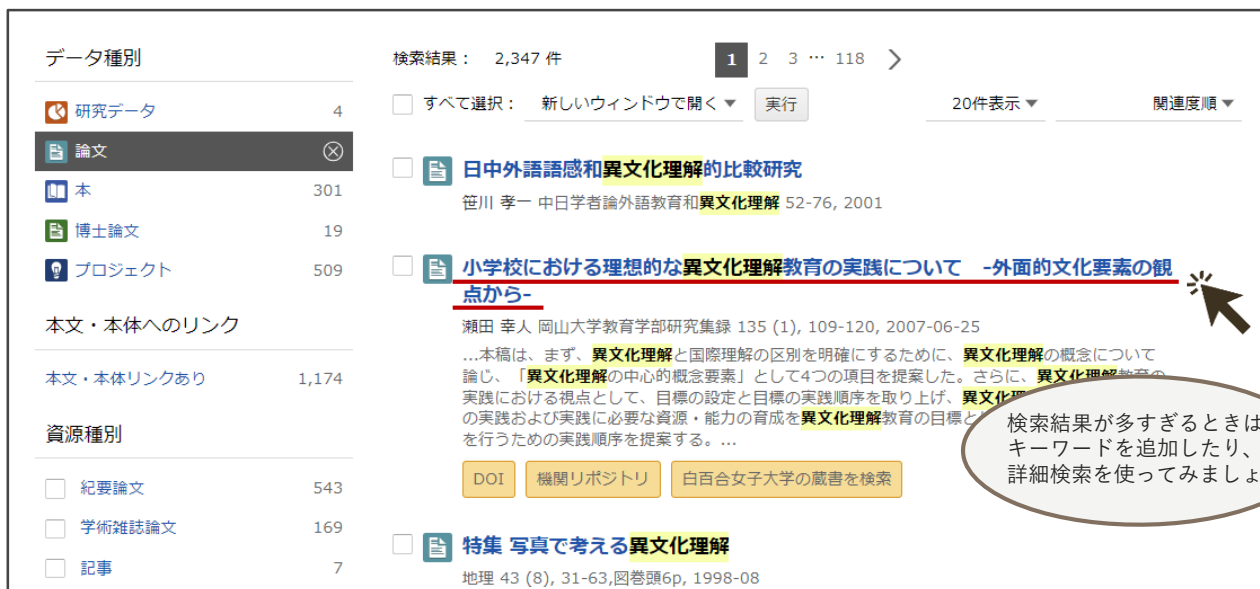 データ種別
研究データ 4
論文
本 301
博士論文 19
プロジェクト 509
本文・本体へのリンク
本文・本体リンクあり 1,174
資源種別
紀要論文 543
学術雑誌論文 169
記事 7
検索結果： 2,347 件
1 2 3 … 118
すべて選択： 新しいウィンドウで開く 実行 20件表示 関連度順
日中外語語感和異文化理解的比較研究
笹川 孝一 中日学者論外語教育和異文化理解 52-76, 2001
小学校における理想的な異文化理解教育の実践について -外面的文化要素の観
点から-
瀬田 幸人 岡山大学教育学部研究集録 135 (1), 109-120, 2007-06-25
…本稿は、まず、異文化理解と国際理解の区別を明確にするために、異文化理解の概念について
論じ、「異文化理解の中心的概念要素」として4つの項目を提案した。さらに、異文化理解教育の
実践における視点として、目標の設定と目標の実践順序を取り上げ、異文化
の実践および実践に必要な資源・能力の育成を異文化理解教育の目標と
を行うための実践順序を提案する。…
DOI 機関リポジトリ 白百合女子大学の蔵書を検索
検索結果が多すぎるときは
キーワードを追加したり、
詳細検索を使ってみましょ
特集 写真で考える異文化理解
地理 43 (8), 31-63,図巻頭6p, 1998-08